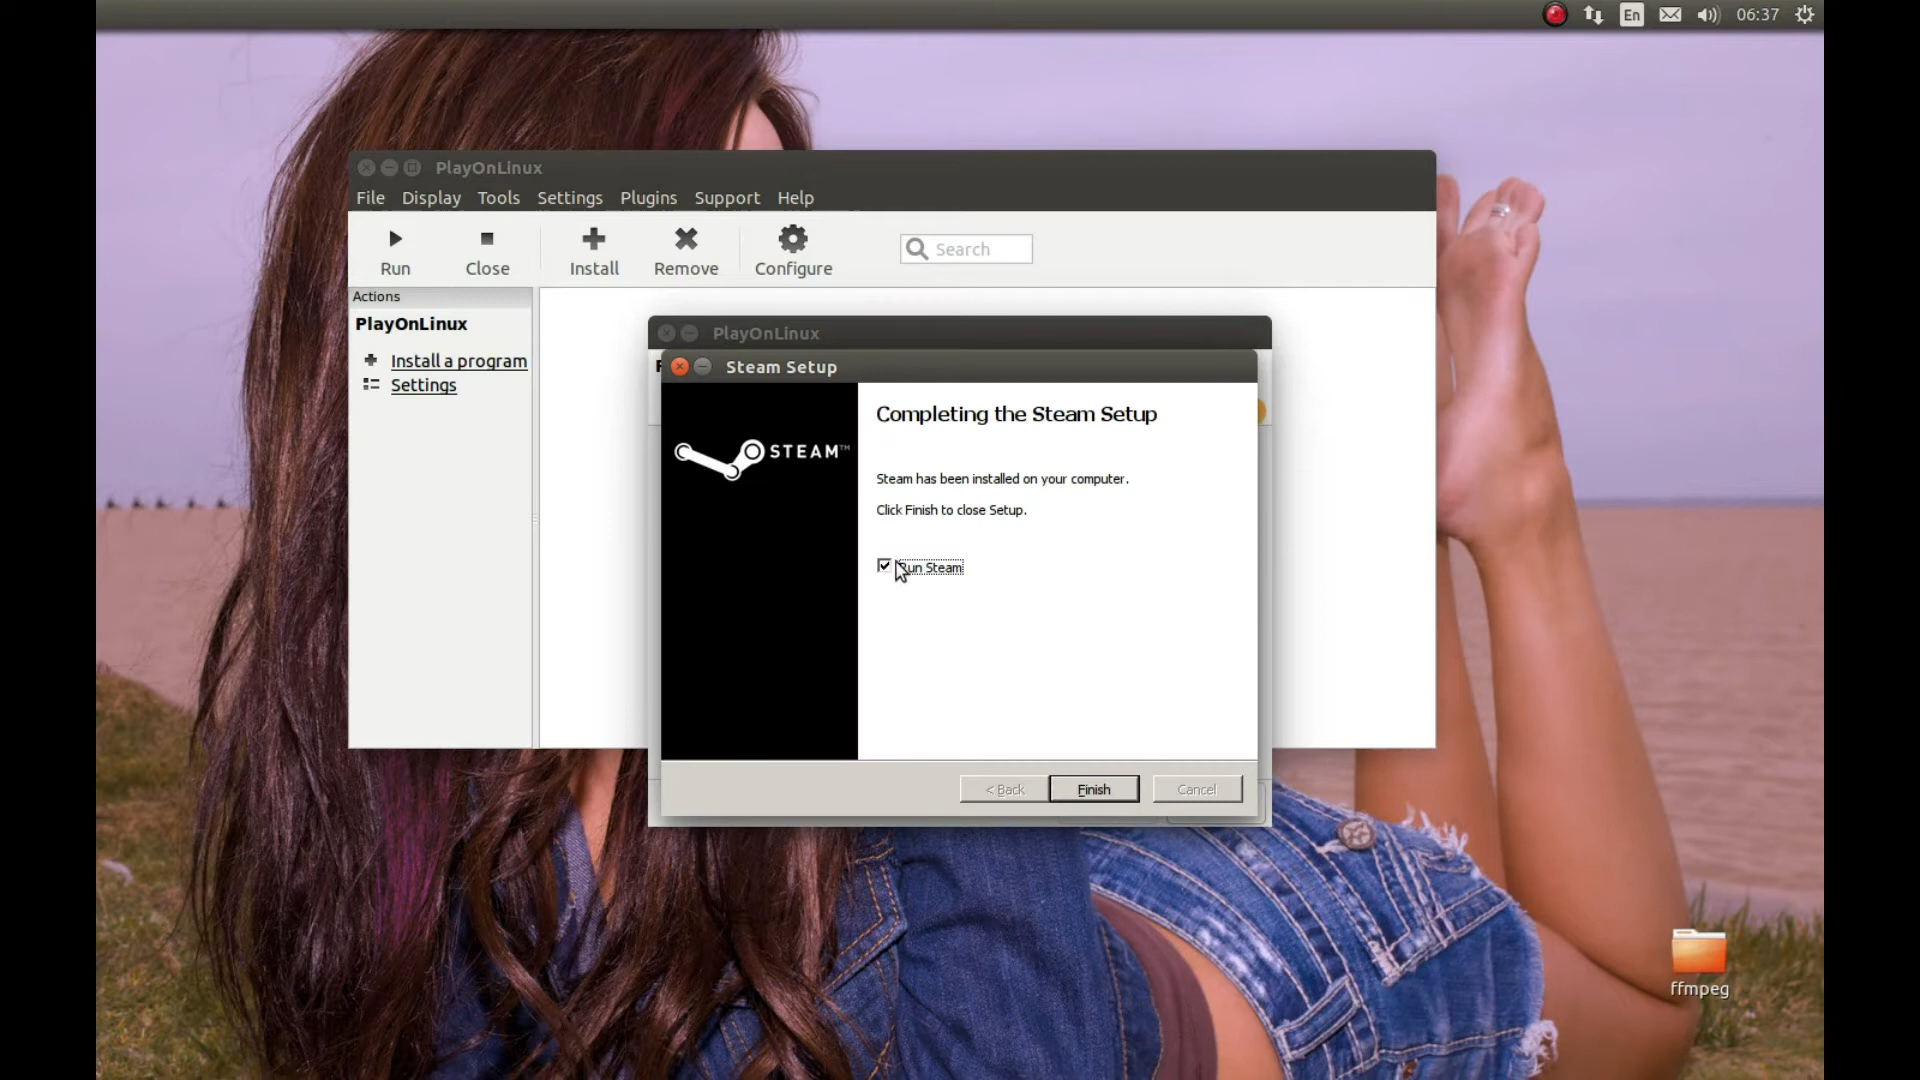 En 06:37
PlayOnLinux
File Display Tools Settings Plugins Support Help
Run Close Install Remove Configure Search
Actions
PlayOnLinux
Install a program
Settings
PlayOnLinux
Steam Setup
STEAM™
Completing the Steam Setup
Steam has been installed on your computer.
Click Finish to close Setup.
Run Steam
< Back Finish Cancel
ffmpeg